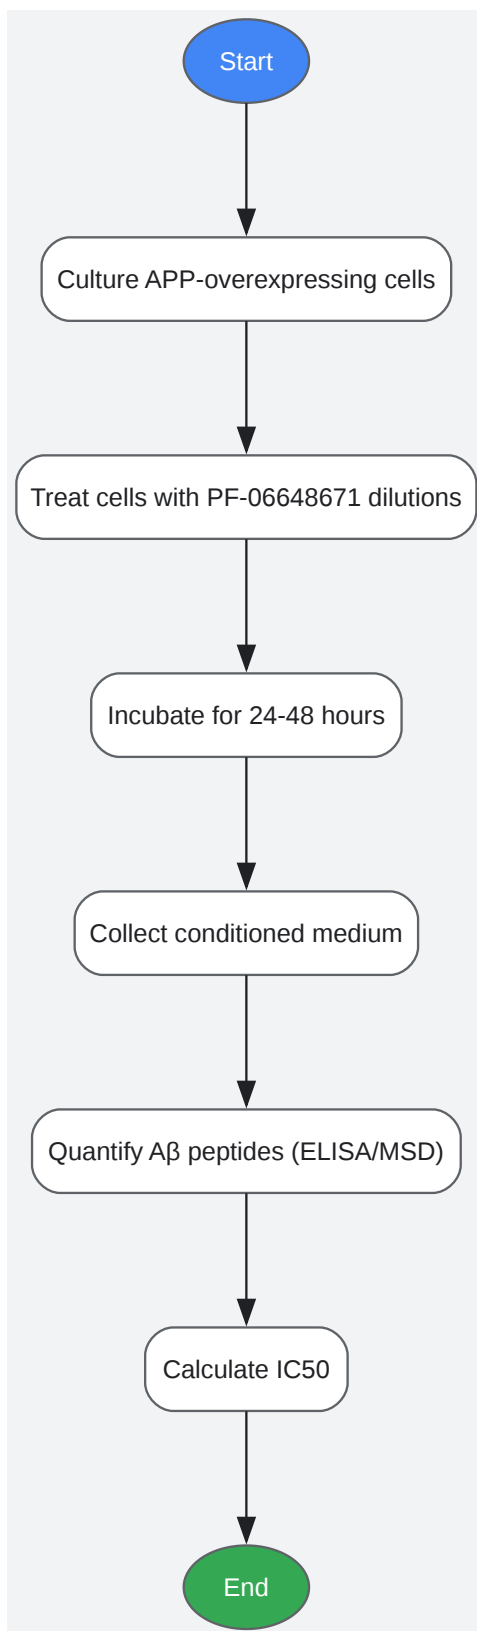 Start
Culture APP-overexpressing cells
Treat cells with PF-06648671 dilutions
Incubate for 24-48 hours
Collect conditioned medium
Quantify Aβ peptides (ELISA/MSD)
Calculate IC50
End